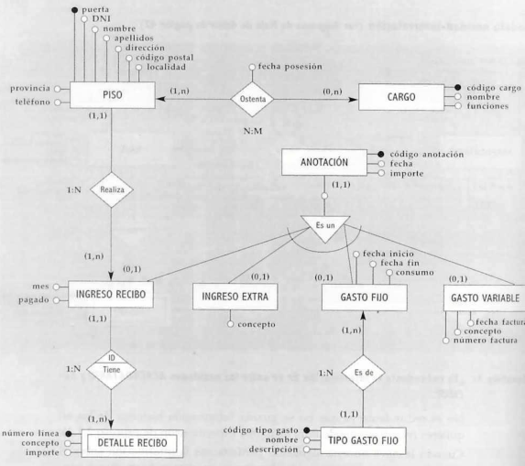 puerta
DNI
nombre
apellidos
dirección
código postal
localidad
provincia
teléfono
PISO
(1,1)
(1,n)
fecha posesión
Ostenta
N:M
(0,n)
CARGO
código cargo
nombre
funciones
ANOTACIÓN
código anotación
fecha
importe
(1,1)
Es un
1:N
Realiza
(1,n)
(0,1)
mes
pagado
INGRESO RECIBO
(1,1)
(0,1)
INGRESO EXTRA
concepto
fecha inicio
fecha fin
consumo
(0,1)
GASTO FIJO
(1,n)
(0,1)
GASTO VARIABLE
fecha factura
concepto
número factura
1:N
ID
Tiene
(1,n)
número línea
concepto
importe
DETALLE RECIBO
1:N
Es de
(1,1)
código tipo gasto
nombre
descripción
TIPO GASTO FIJO